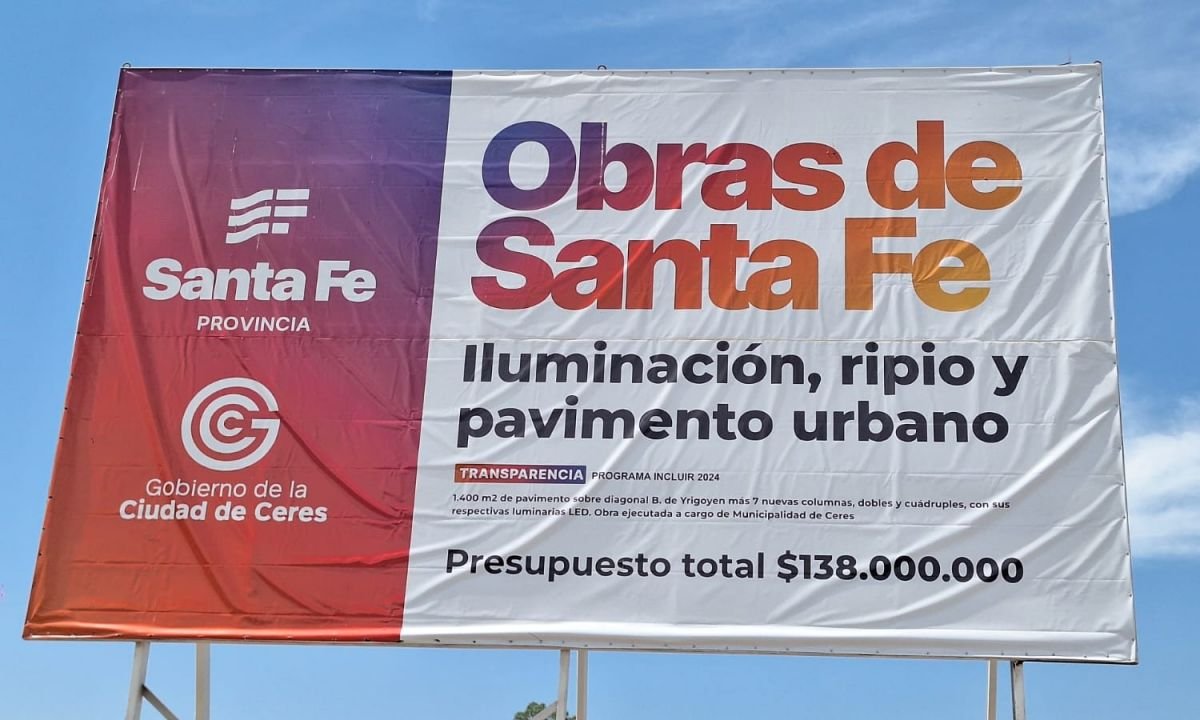 Santa Fe
PROVINCIA
GCC
Gobierno de la
Ciudad de Ceres
Obras de
Santa Fe
Iluminación, ripio y
pavimento urbano
TRANSPARENCIA PROGRAMA INCLUIR 2024
1.400 m2 de pavimento sobre diagonal B. de Yrigoyen más 7 nuevas columnas, dobles y cuádruples, con sus
respectivas luminarias LED. Obra ejecutada a cargo de Municipalidad de Ceres
Presupuesto total $138.000.000